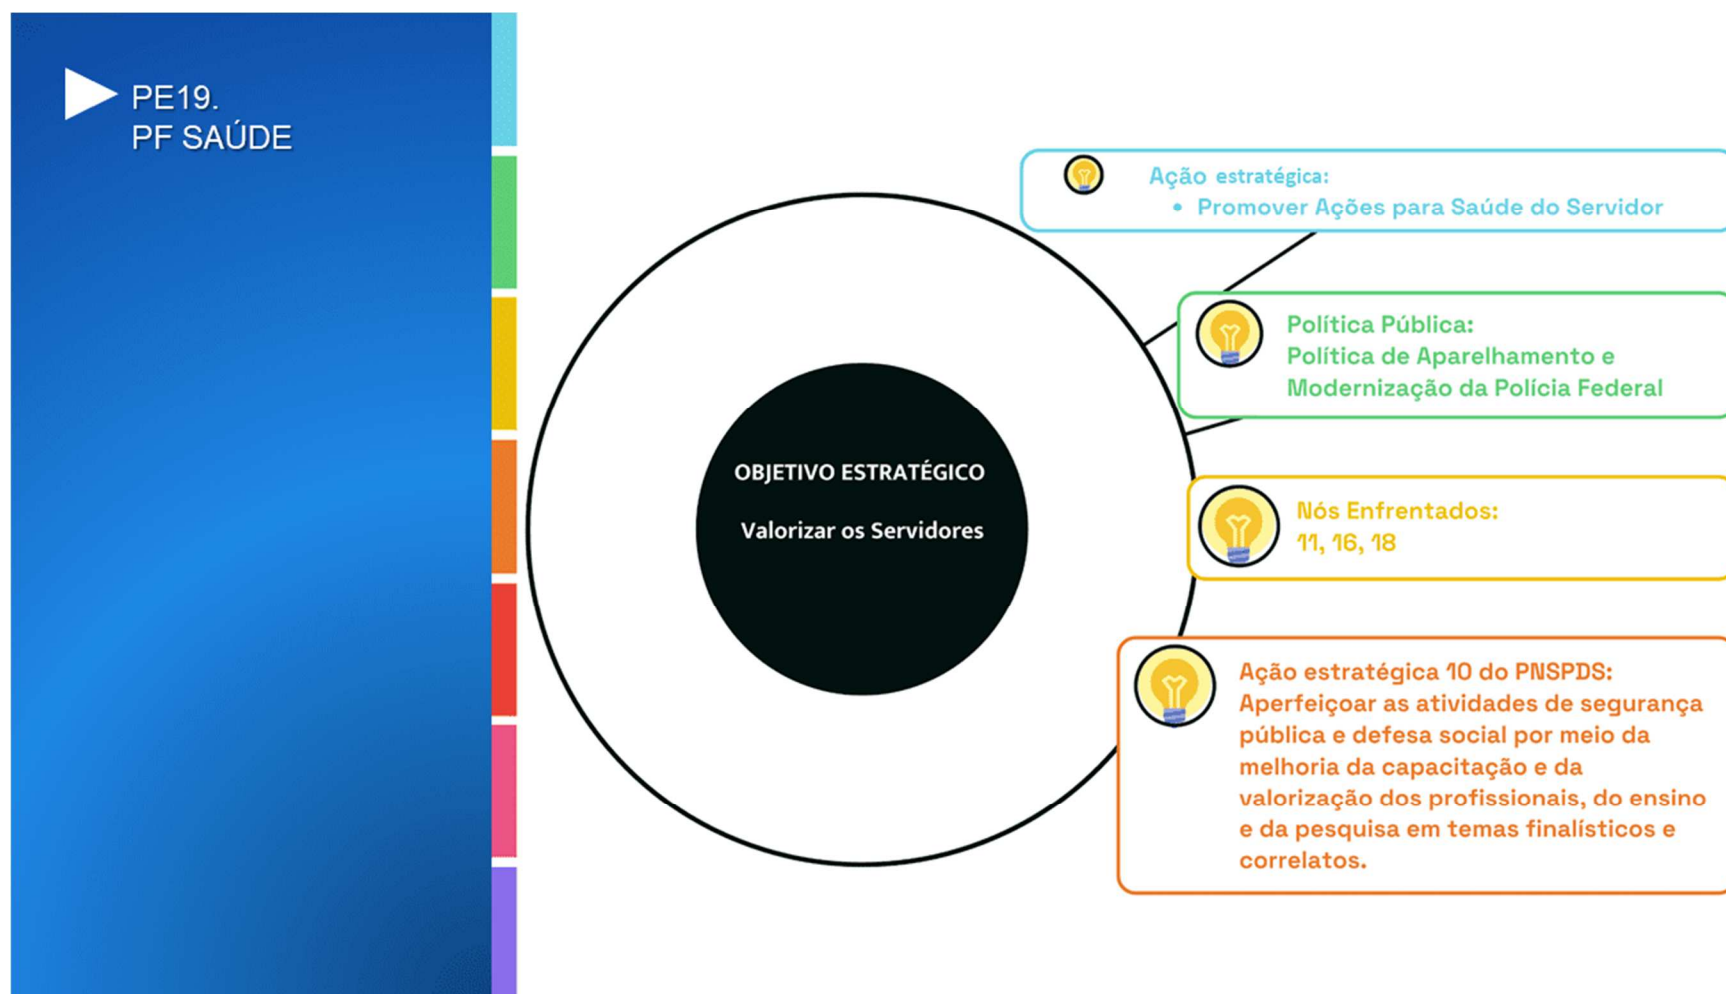 PE19.
PF SAÚDE
OBJETIVO ESTRATÉGICO
Valorizar os Servidores
Ação estratégica:
• Promover Ações para Saúde do Servidor
Política Pública:
Política de Aparelhamento e
Modernização da Polícia Federal
Nós Enfrentados:
11, 16, 18
Ação estratégica 10 do PNSPDS:
Aperfeiçoar as atividades de segurança
pública e defesa social por meio da
melhoria da capacitação e da
valorização dos profissionais, do ensino
e da pesquisa em temas finalísticos e
correlatos.